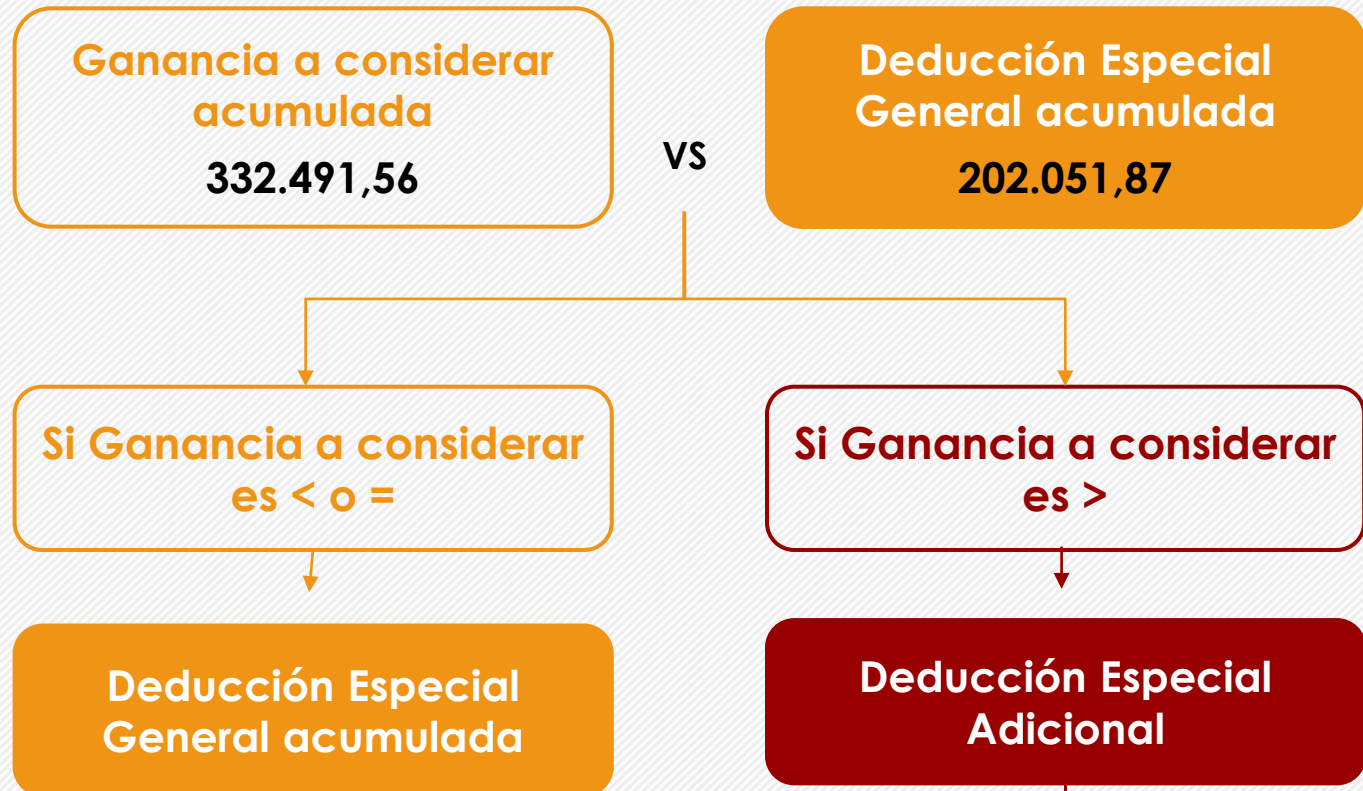 Ganancia a considerar
acumulada
332.491,56
VS
Deducción Especial
General acumulada
202.051,87
Si Ganancia a considerar
es < o =
Si Ganancia a considerar
es >
Deducción Especial
General acumulada
Deducción Especial
Adicional